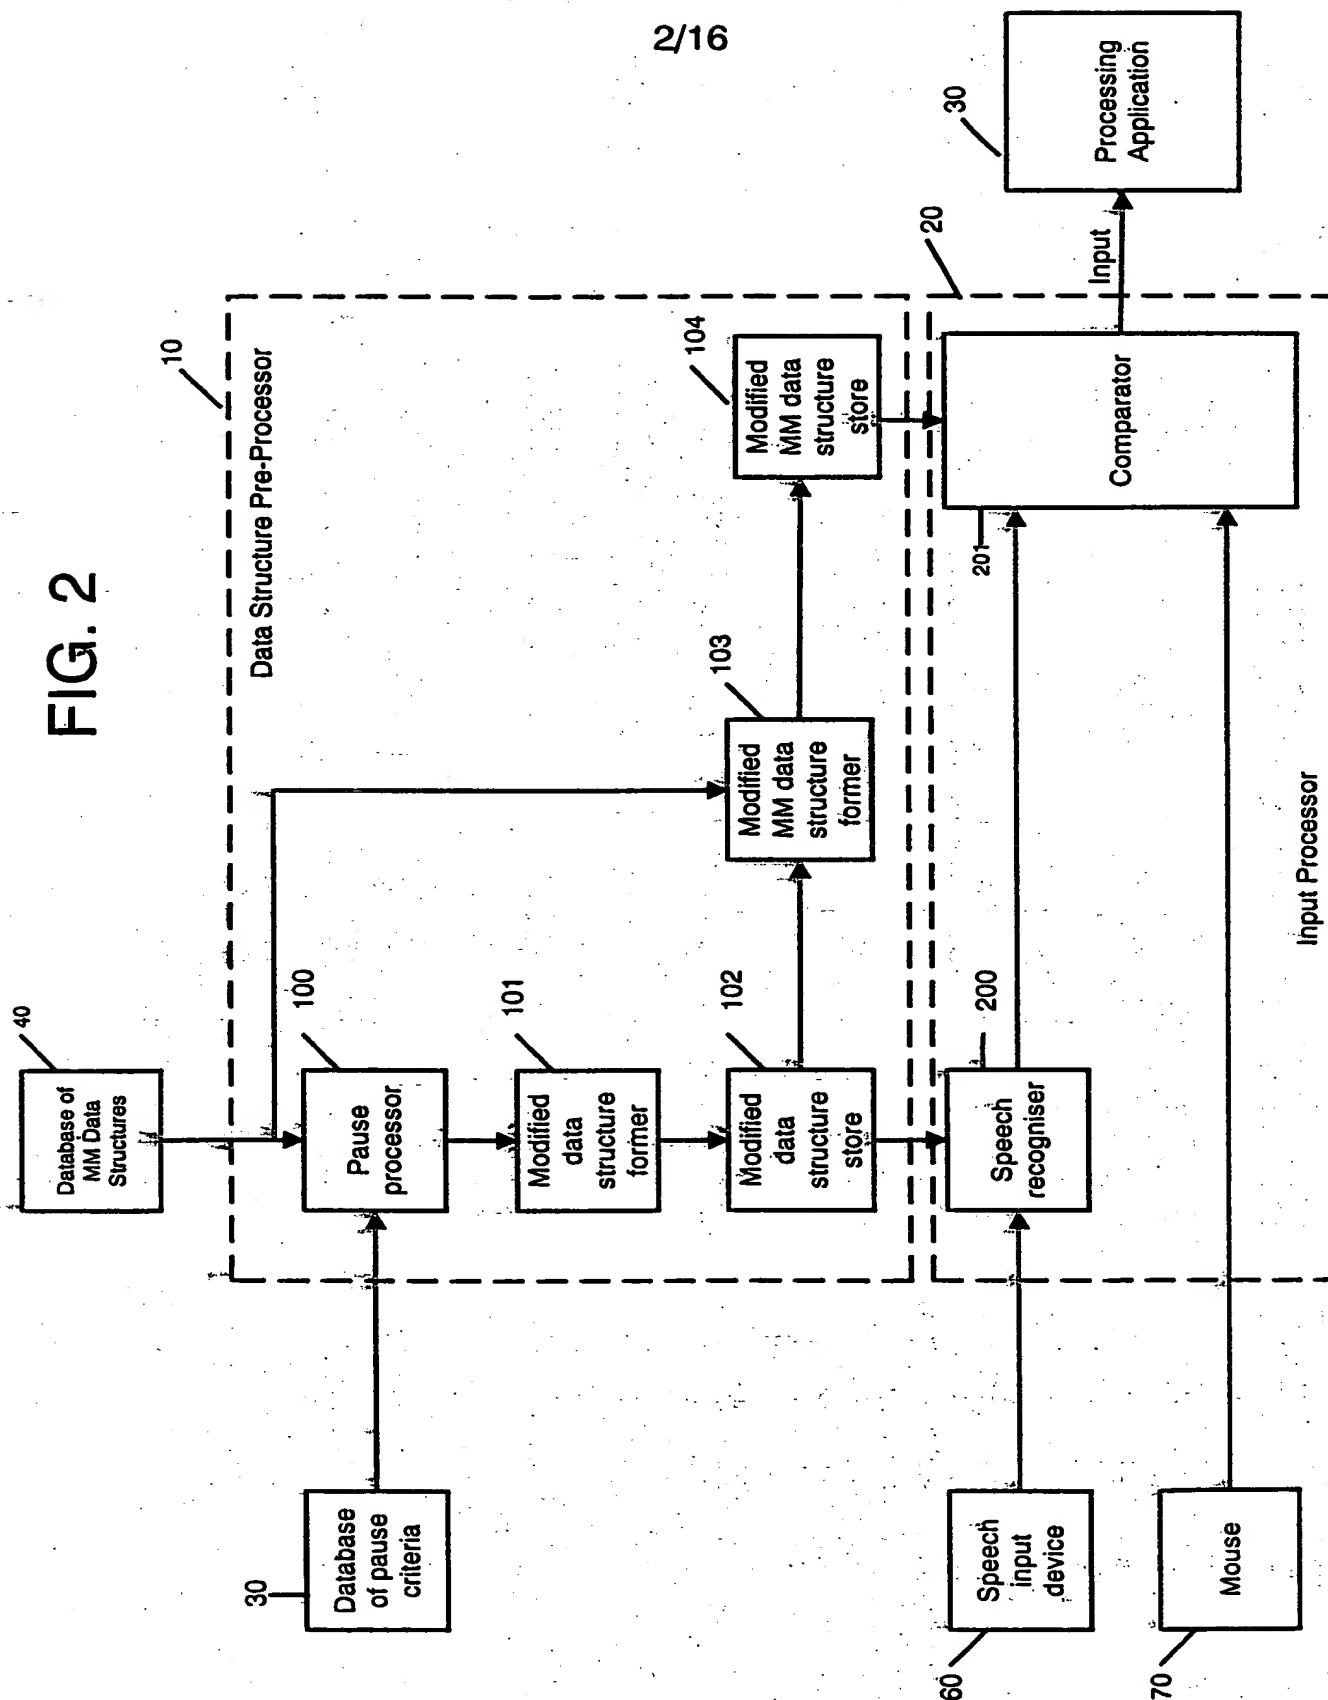 2/16
FIG. 2
40
Database of
MM Data
Structures
10
Data Structure Pre-Processor
30
Database
of pause
criteria
100
Pause
processor
101
Modified
data
structure
former
102
Modified
data
structure
store
103
Modified
MM data
structure
former
104
Modified
MM data
structure
store
20
60
Speech
input
device
70
Mouse
200
Speech
recogniser
201
Comparator
Input Processor
Input
30
Processing
Application